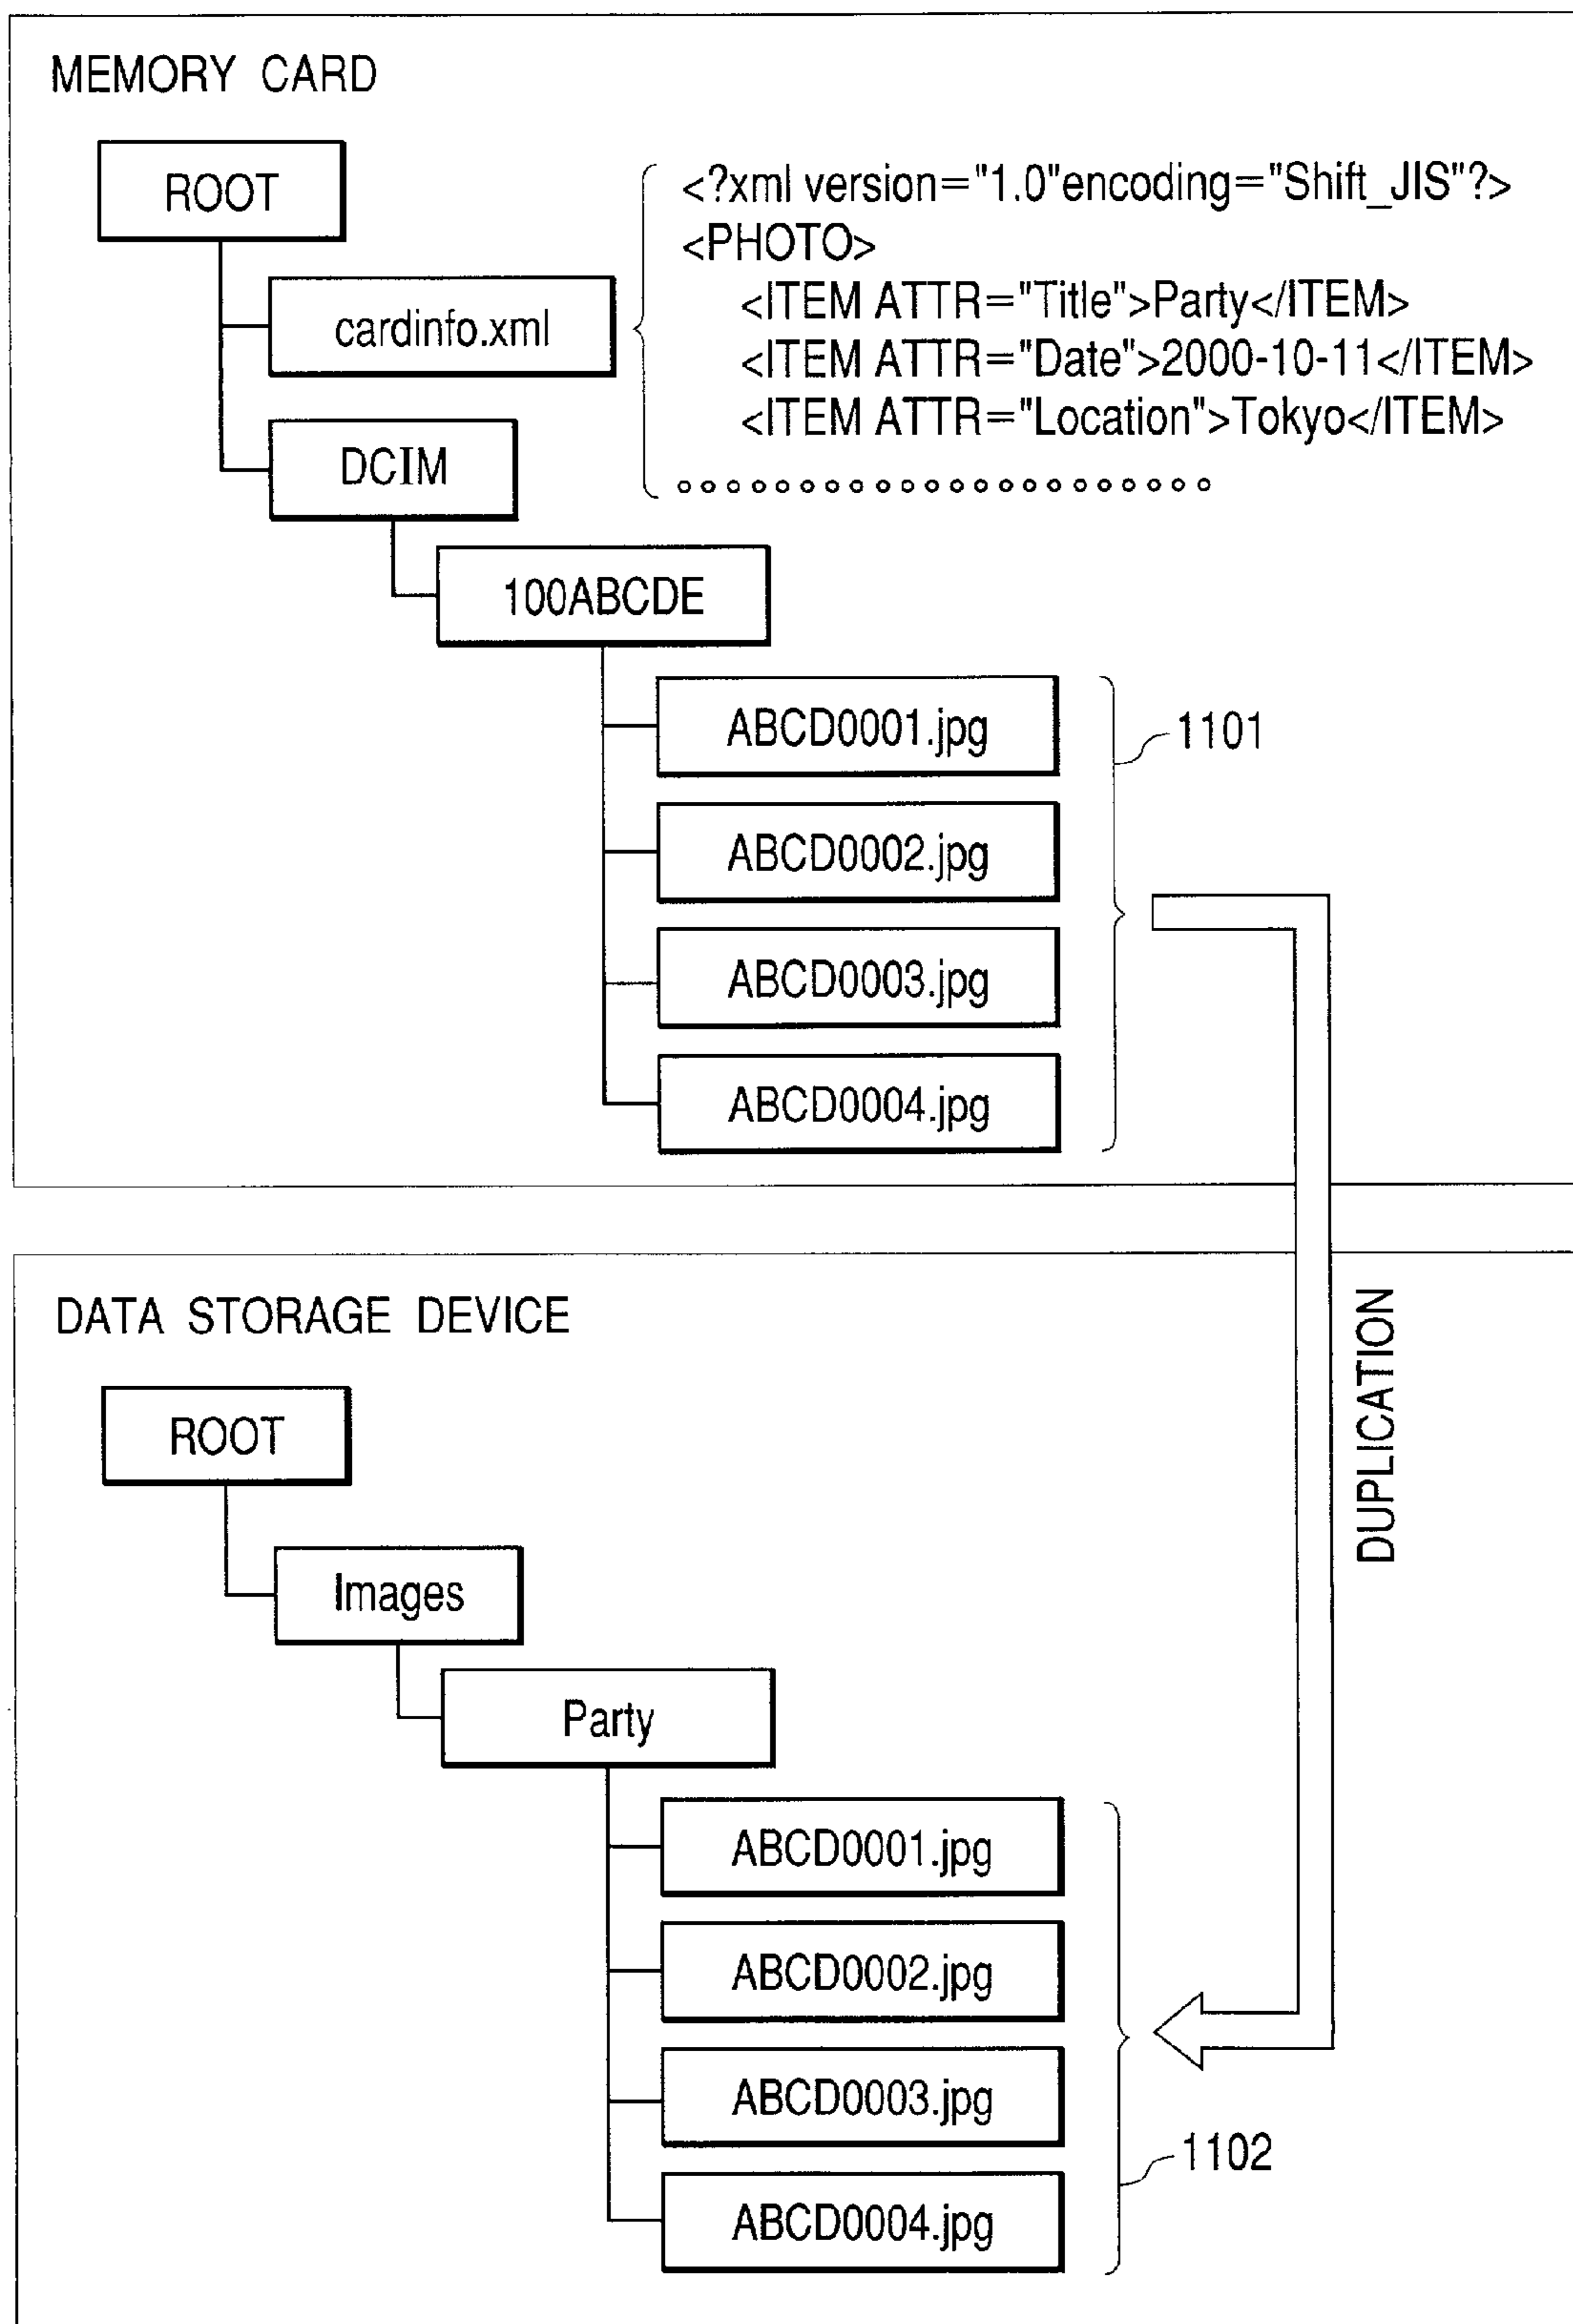 MEMORY CARD
ROOT
cardinfo.xml
<?xml version="1.0"encoding="Shift_JIS"?>
<PHOTO>
<ITEM ATTR="Title">Party</ITEM>
<ITEM ATTR="Date">2000-10-11</ITEM>
<ITEM ATTR="Location">Tokyo</ITEM>
DCIM
100ABCDE
ABCD0001.jpg
1101
ABCD0002.jpg
ABCD0003.jpg
ABCD0004.jpg
DUPLICATION
DATA STORAGE DEVICE
ROOT
Images
Party
ABCD0001.jpg
ABCD0002.jpg
ABCD0003.jpg
1102
ABCD0004.jpg